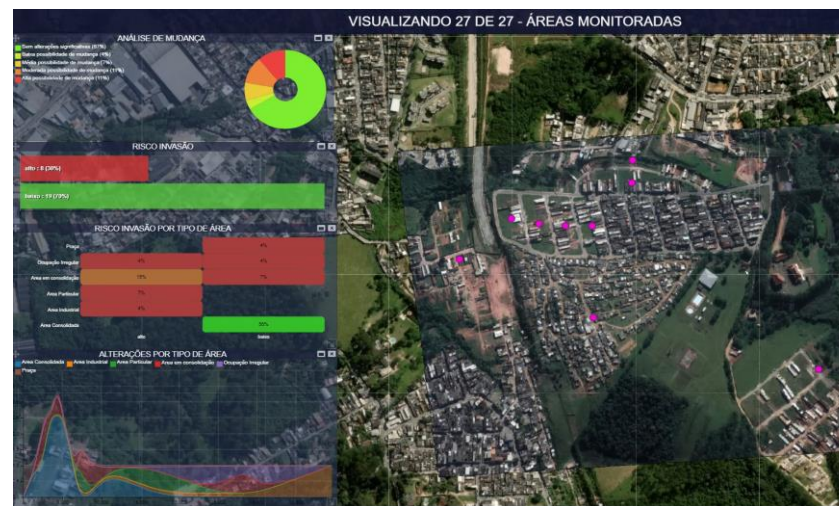 VISUALIZANDO 27 DE 27 - ÁREAS MONITORADAS
ANÁLISE DE MUDANÇA
Sem alterações significativas (67%)
Baixa possibilidade de mudança (4%)
Média possibilidade de mudança (7%)
Moderada possibilidade de mudança (11%)
Alta possibilidade de mudança (11%)
RISCO INVASÃO
alto : 8 (30%)
baixo : 19 (70%)
RISCO INVASÃO POR TIPO DE ÁREA
Praça 4%
Ocupação Irregular 4% 4%
Área em consolidação 15% 7%
Área Particular 7%
Área Industrial 4%
Área Consolidada
alto baixo
ALTERAÇÕES POR TIPO DE ÁREA
Área Consolidada Área Industrial Área Particular Área em consolidação Ocupação Irregular
Praça